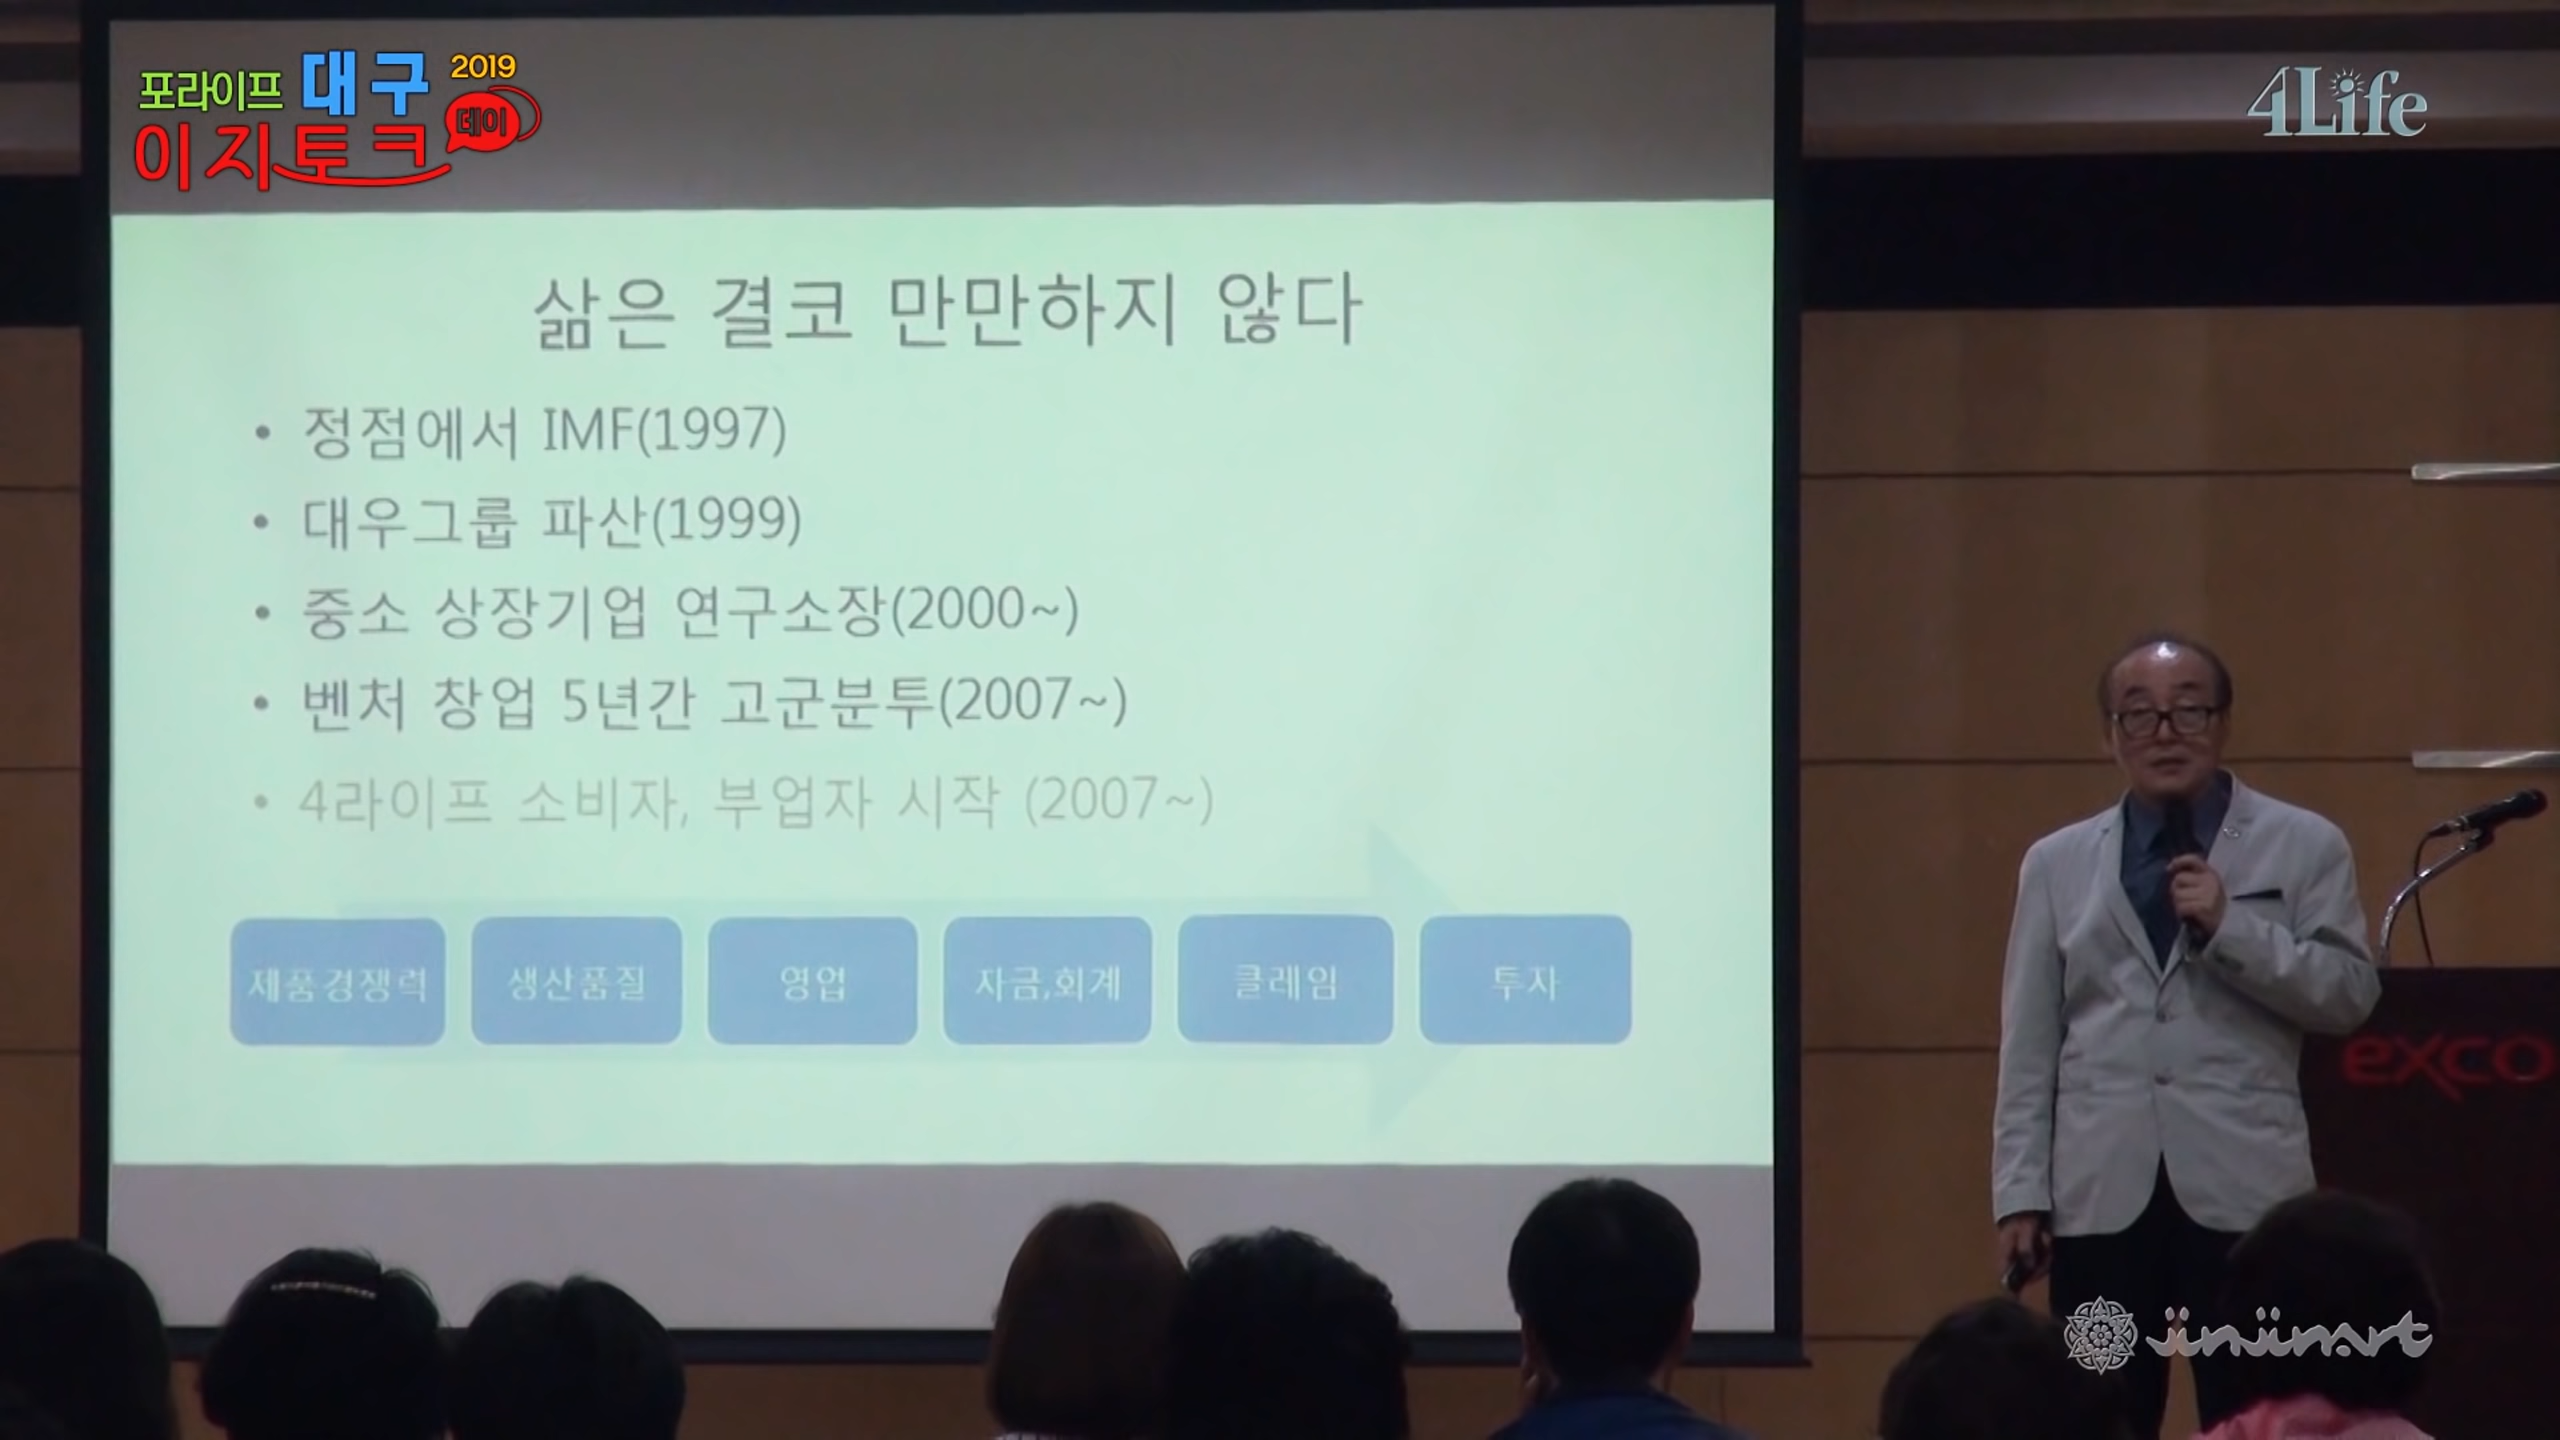 포라이프 대구 2019
이지토크 데이
4Life
삶은 결코 만만하지 않다
• 정점에서 IMF(1997)
• 대우그룹 파산(1999)
• 중소 상장기업 연구소장(2000~)
• 벤처 창업 5년간 고군분투(2007~)
• 4라이프 소비자, 부업자 시작 (2007~)
제품경쟁력 생산품질 영업 자금,회계 클레임 투자
exco
jinjinart